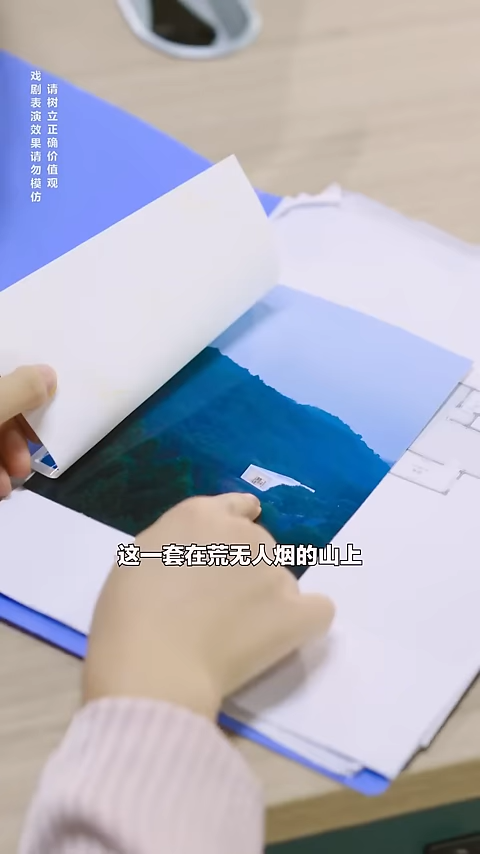 请树立正确价值观
戏剧表演效果请勿模仿
这一套在荒无人烟的山上